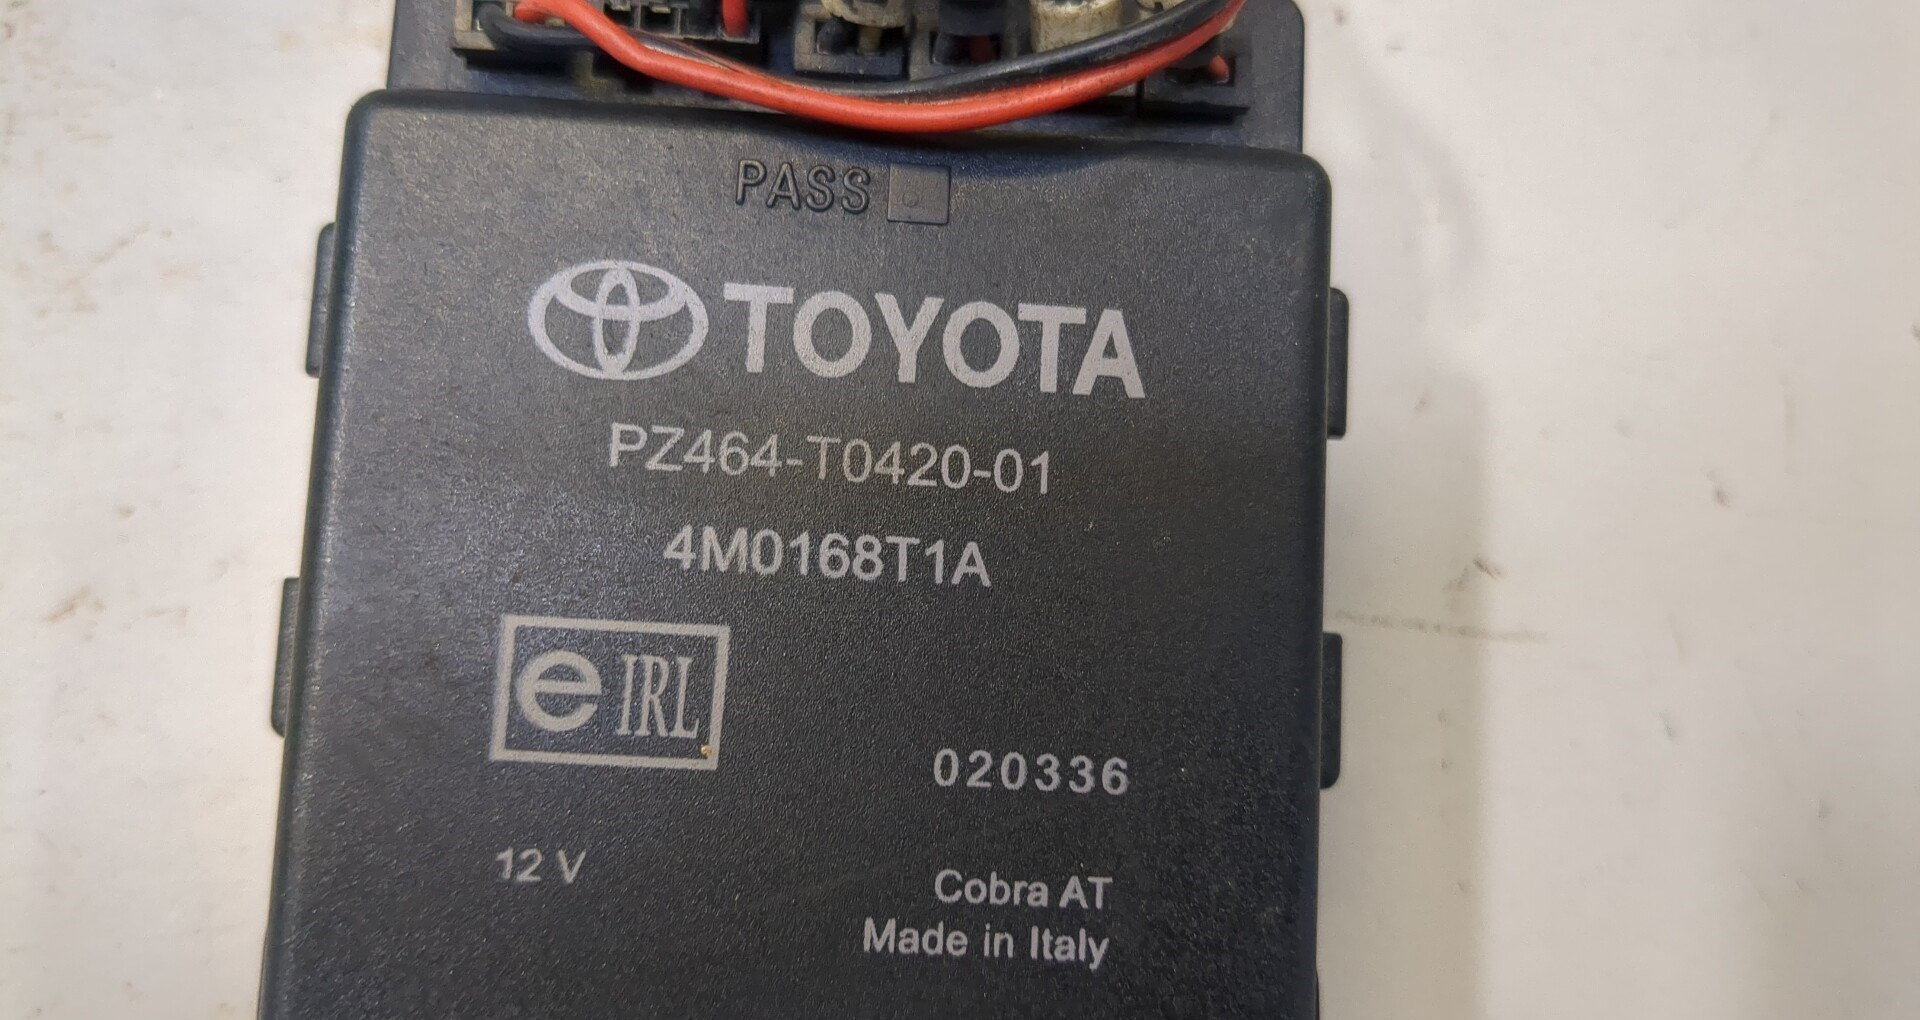 PASS
TOYOTA
PZ464-T0420-01
4M0168T1A
e IRL
020336
12 V
Cobra AT
Made in Italy